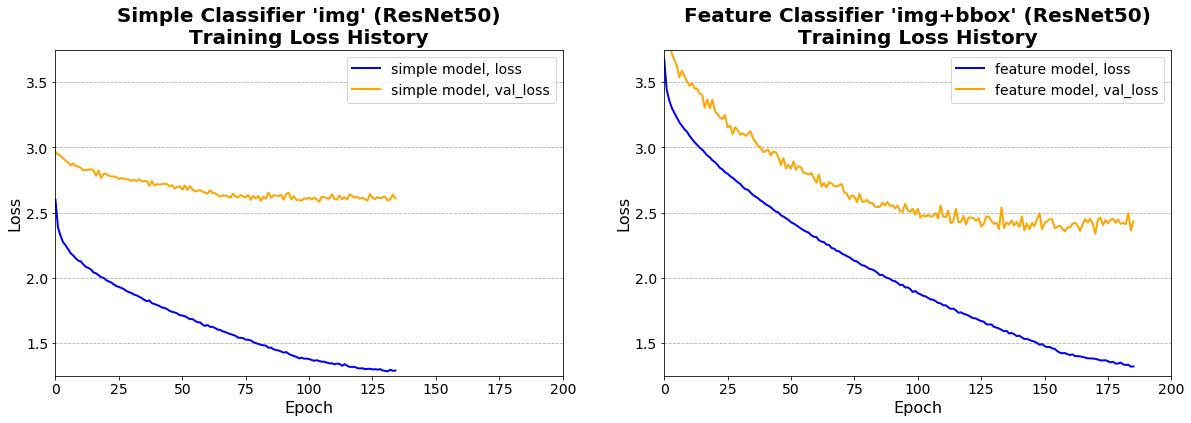 Simple Classifier 'img' (ResNet50)
Training Loss History
simple model, loss
simple model, val_loss
3.5
3.0
2.5
2.0
1.5
Loss
0 25 50 75 100 125 150 175 200
Epoch
Feature Classifier 'img+bbox' (ResNet50)
Training Loss History
feature model, loss
feature model, val_loss
3.5
3.0
2.5
2.0
1.5
Loss
0 25 50 75 100 125 150 175 200
Epoch